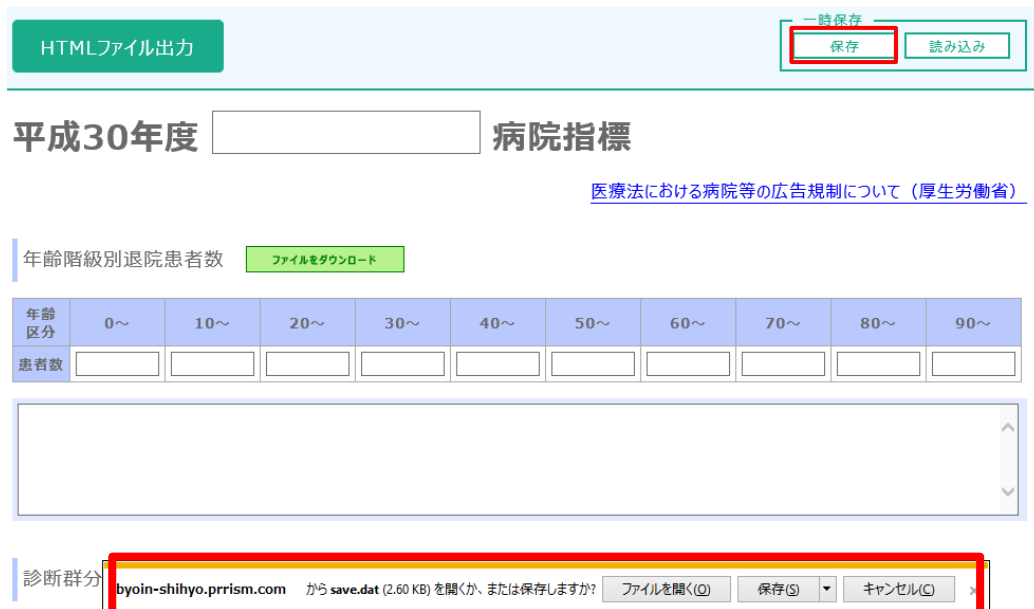 一時保存
HTMLファイル出力
保存
読み込み
平成30年度
病院指標
医療法における病院等の広告規制について（厚生労働省）
年齢階級別退院患者数
ファイルをダウンロード
年齢区分 0～ 10～ 20～ 30～ 40～ 50～ 60～ 70～ 80～ 90～
患者数
診断群分
byoin-shihyo.prrism.com から save.dat (2.60 KB) を開くか、または保存しますか? ファイルを開く(O) 保存(S) ▼ キャンセル(C) ×